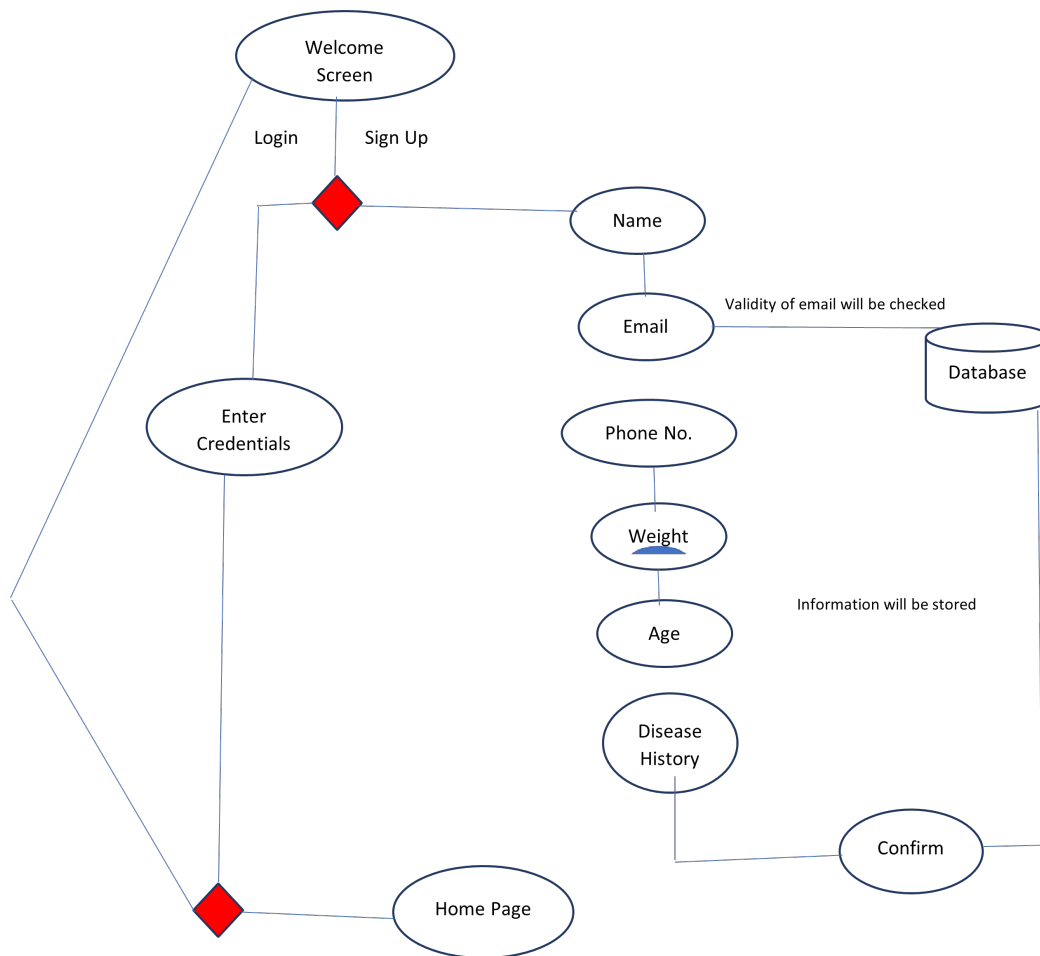 Welcome
Screen
Login
Sign Up
Name
Email
Validity of email will be checked
Database
Enter
Credentials
Phone No.
Weight
Age
Information will be stored
Disease
History
Confirm
Home Page